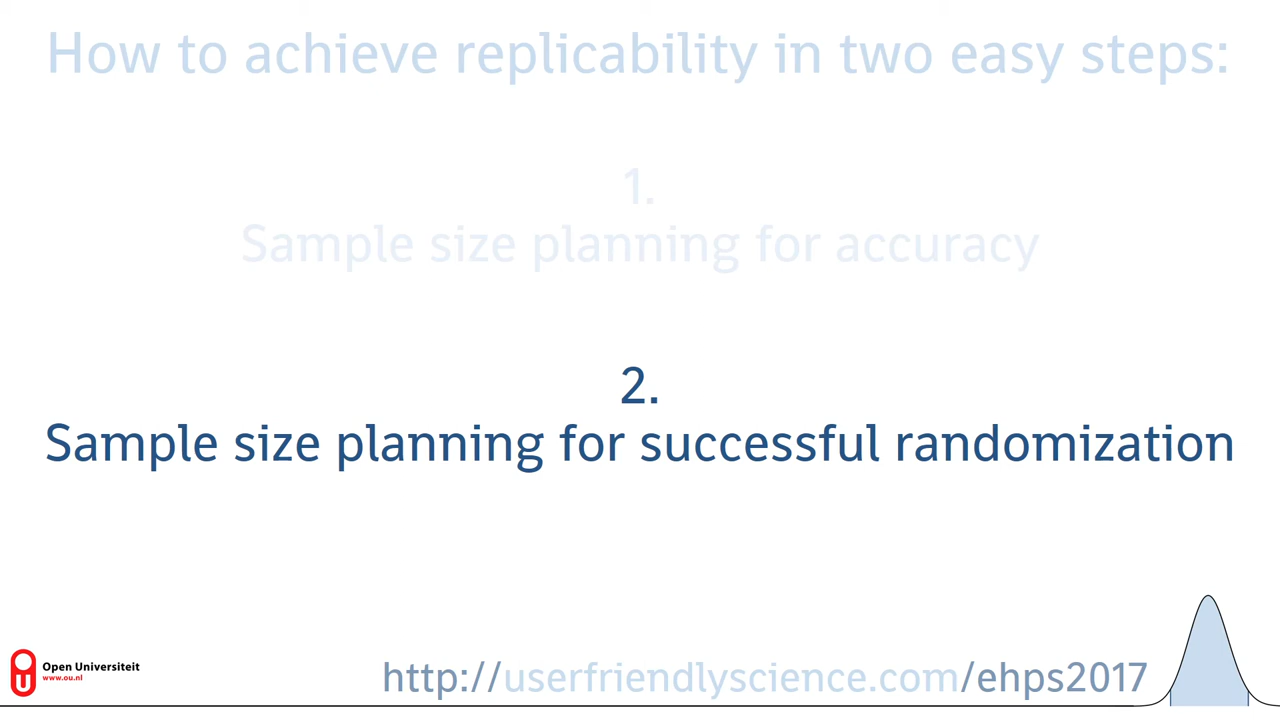 How to achieve replicability in two easy steps:
1.
Sample size planning for accuracy
2.
Sample size planning for successful randomization
Open Universiteit
www.ou.nl
http://userfriendlyscience.com/ehps2017